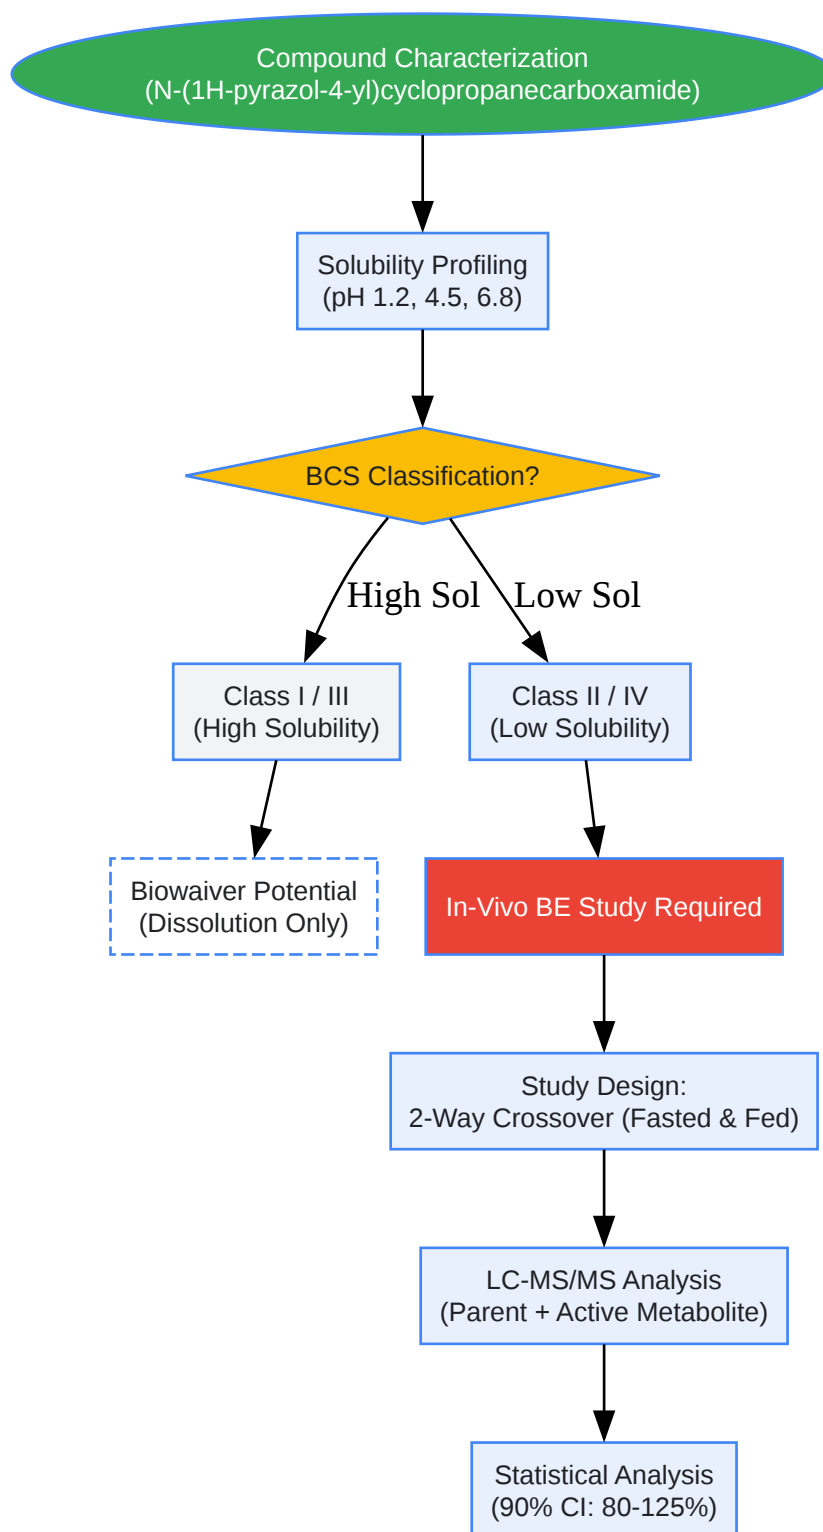 Compound Characterization
(N-(1H-pyrazol-4-yl)cyclopropanecarboxamide)
Solubility Profiling
(pH 1.2, 4.5, 6.8)
BCS Classification?
High Sol
Low Sol
Class I / III
(High Solubility)
Class II / IV
(Low Solubility)
Biowaiver Potential
(Dissolution Only)
In-Vivo BE Study Required
Study Design:
2-Way Crossover (Fasted & Fed)
LC-MS/MS Analysis
(Parent + Active Metabolite)
Statistical Analysis
(90% CI: 80-125%)